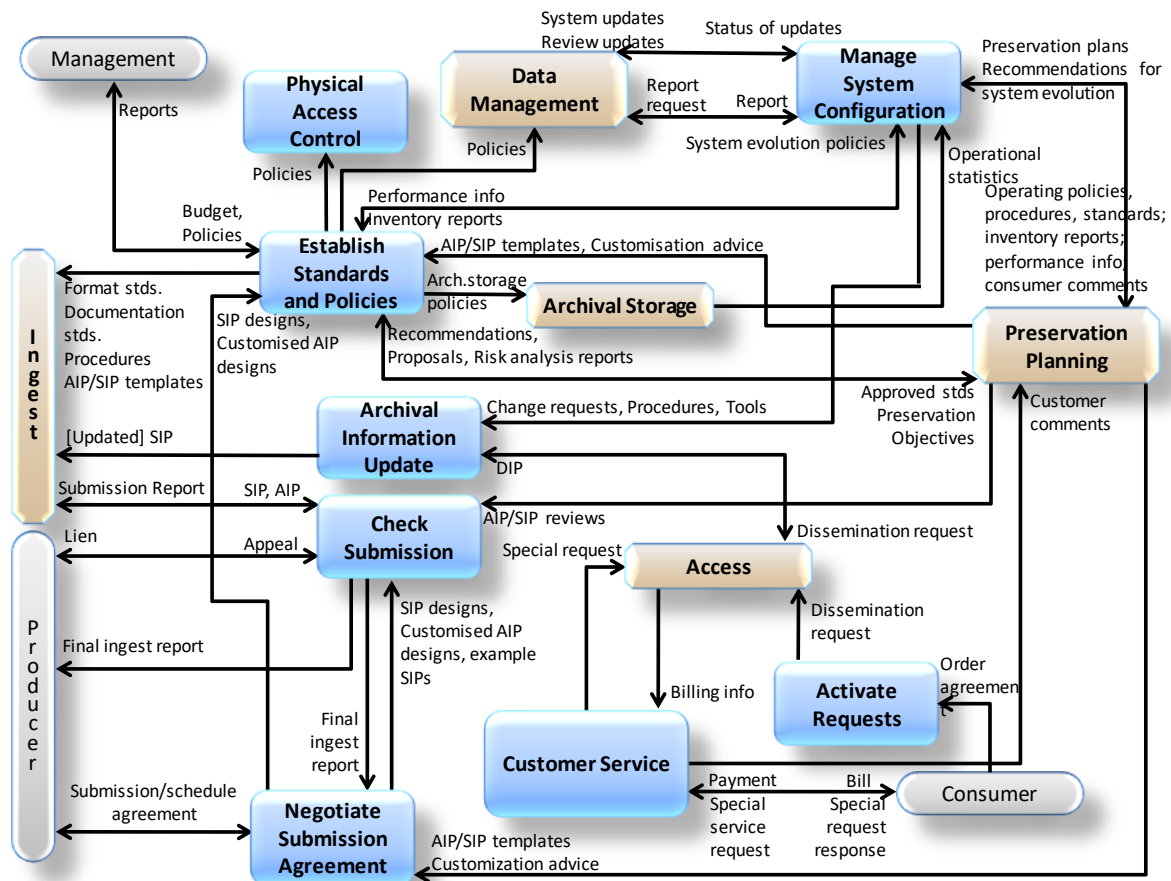 System updates
Review updates
Status of updates
Management
Data
Management
Manage
System
Configuration
Preservation plans
Recommendations for
system evolution
Physical
Access
Control
Reports
Report
request
Report
Policies
System evolution policies
Policies
Operational
statistics
Performance info
Inventory reports
Operating policies,
procedures, standards;
inventory reports;
performance info,
consumer comments
Budget,
Policies
Establish
Standards
and Policies
AIP/SIP templates, Customisation advice
Arch.storage
policies
Archival Storage
Ingest
Format stds.
Documentation
stds.
Procedures
AIP/SIP templates
SIP designs,
Customised AIP
designs
Recommendations,
Proposals, Risk analysis reports
Preservation
Planning
Approved stds
Preservation
Objectives
Customer
comments
Archival
Information
Update
Change requests, Procedures, Tools
[Updated] SIP
DIP
Submission Report
SIP, AIP
Check
Submission
AIP/SIP reviews
Dissemination request
Lien
Appeal
Special request
Access
Producer
SIP designs,
Customised AIP
designs, example
SIPs
Dissemination
request
Final ingest report
Billing info
Activate
Requests
Order
agreemen
t
Final
ingest
report
Customer Service
Payment
Special
service
request
Bill
Special
request
response
Consumer
Submission/schedule
agreement
Negotiate
Submission
Agreement
AIP/SIP templates
Customization advice